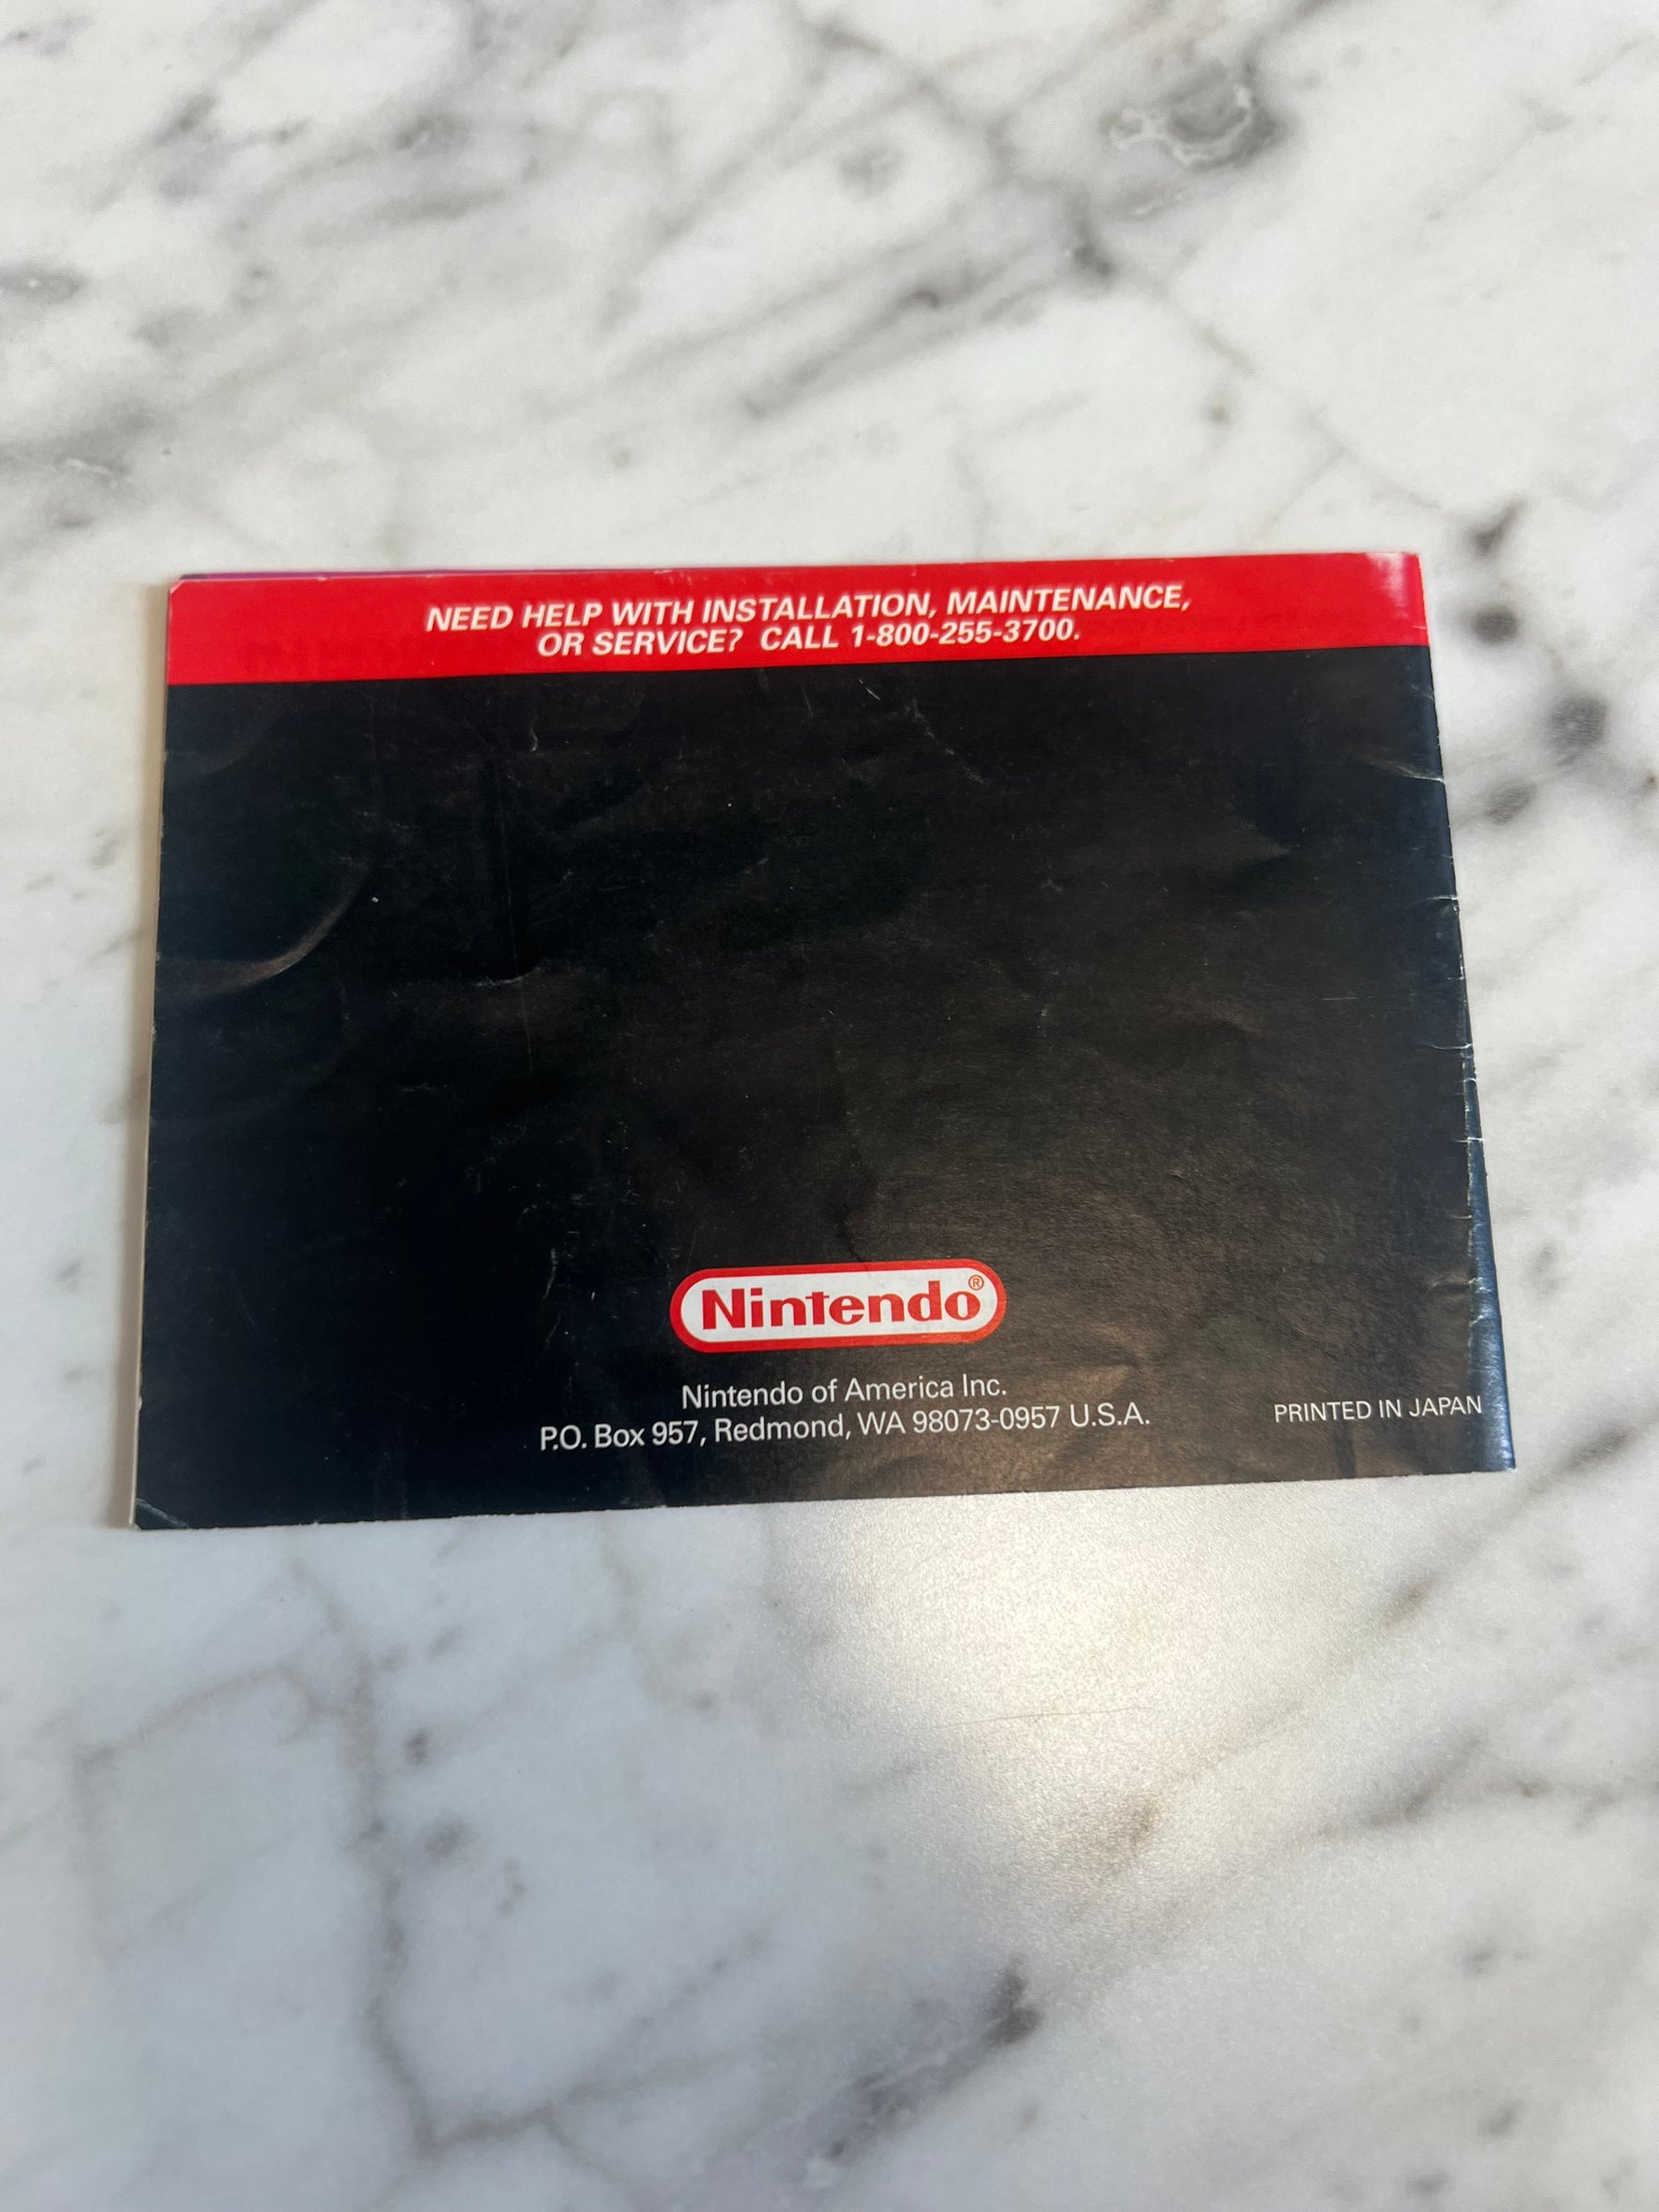 NEED HELP WITH INSTALLATION, MAINTENANCE,
OR SERVICE? CALL 1-800-255-3700.
Nintendo®
Nintendo of America Inc.
P.O. Box 957, Redmond, WA 98073-0957 U.S.A.
PRINTED IN JAPAN